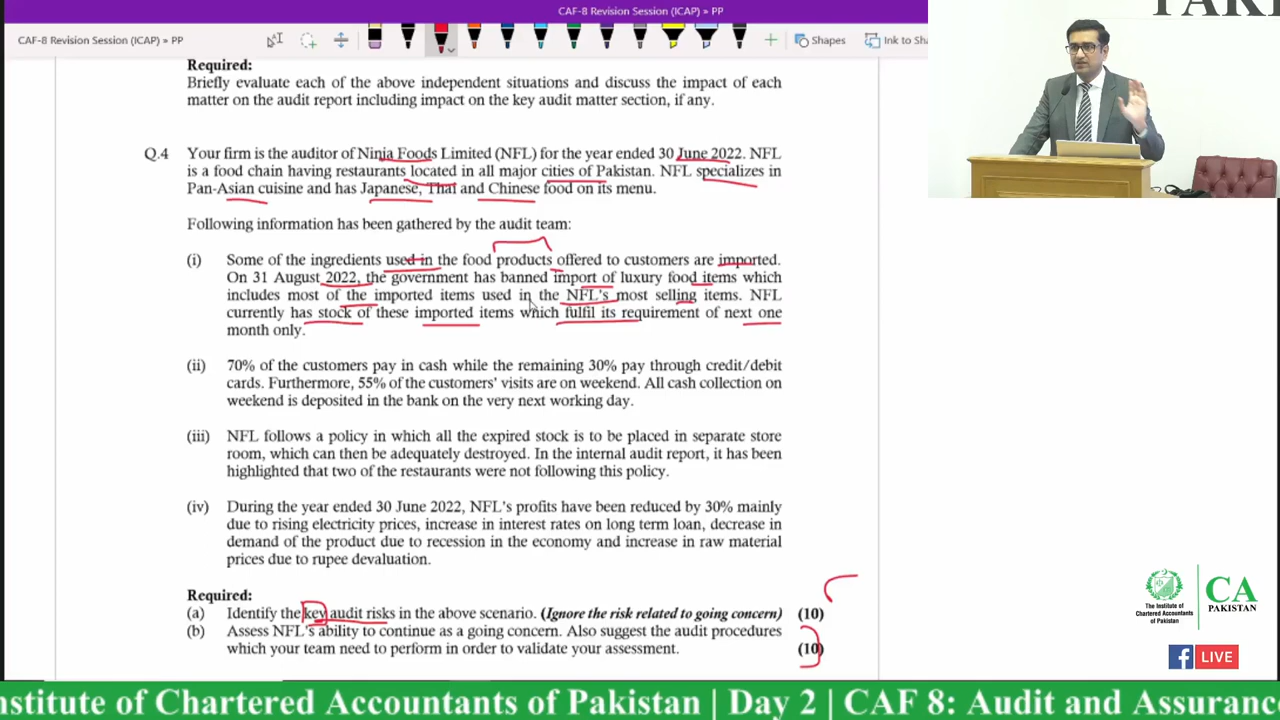 CAF-8 Revision Session (ICAP) » PP
CAF-8 Revision Session (ICAP) » PP
Shapes
Ink to Sha
Required:
Briefly evaluate each of the above independent situations and discuss the impact of each
matter on the audit report including impact on the key audit matter section, if any.
Q.4 Your firm is the auditor of Ninja Foods Limited (NFL) for the year ended 30 June 2022. NFL
is a food chain having restaurants located in all major cities of Pakistan. NFL specializes in
Pan-Asian cuisine and has Japanese, Thai and Chinese food on its menu.
Following information has been gathered by the audit team:
(i) Some of the ingredients used in the food products offered to customers are imported.
On 31 August 2022, the government has banned import of luxury food items which
includes most of the imported items used in the NFL's most selling items. NFL
currently has stock of these imported items which fulfil its requirement of next one
month only.
(ii) 70% of the customers pay in cash while the remaining 30% pay through credit/debit
cards. Furthermore, 55% of the customers' visits are on weekend. All cash collection on
weekend is deposited in the bank on the very next working day.
(iii) NFL follows a policy in which all the expired stock is to be placed in separate store
room, which can then be adequately destroyed. In the internal audit report, it has been
highlighted that two of the restaurants were not following this policy.
(iv) During the year ended 30 June 2022, NFL's profits have been reduced by 30% mainly
due to rising electricity prices, increase in interest rates on long term loan, decrease in
demand of the product due to recession in the economy and increase in raw material
prices due to rupee devaluation.
Required:
(a) Identify the key audit risks in the above scenario. (Ignore the risk related to going concern) (10)
(b) Assess NFL's ability to continue as a going concern. Also suggest the audit procedures
which your team need to perform in order to validate your assessment. (10)
The Institute of
Chartered Accountants
of Pakistan
CA
PAKISTAN
f LIVE
nstitute of Chartered Accountants of Pakistan | Day 2 | CAF 8: Audit and Assuranc